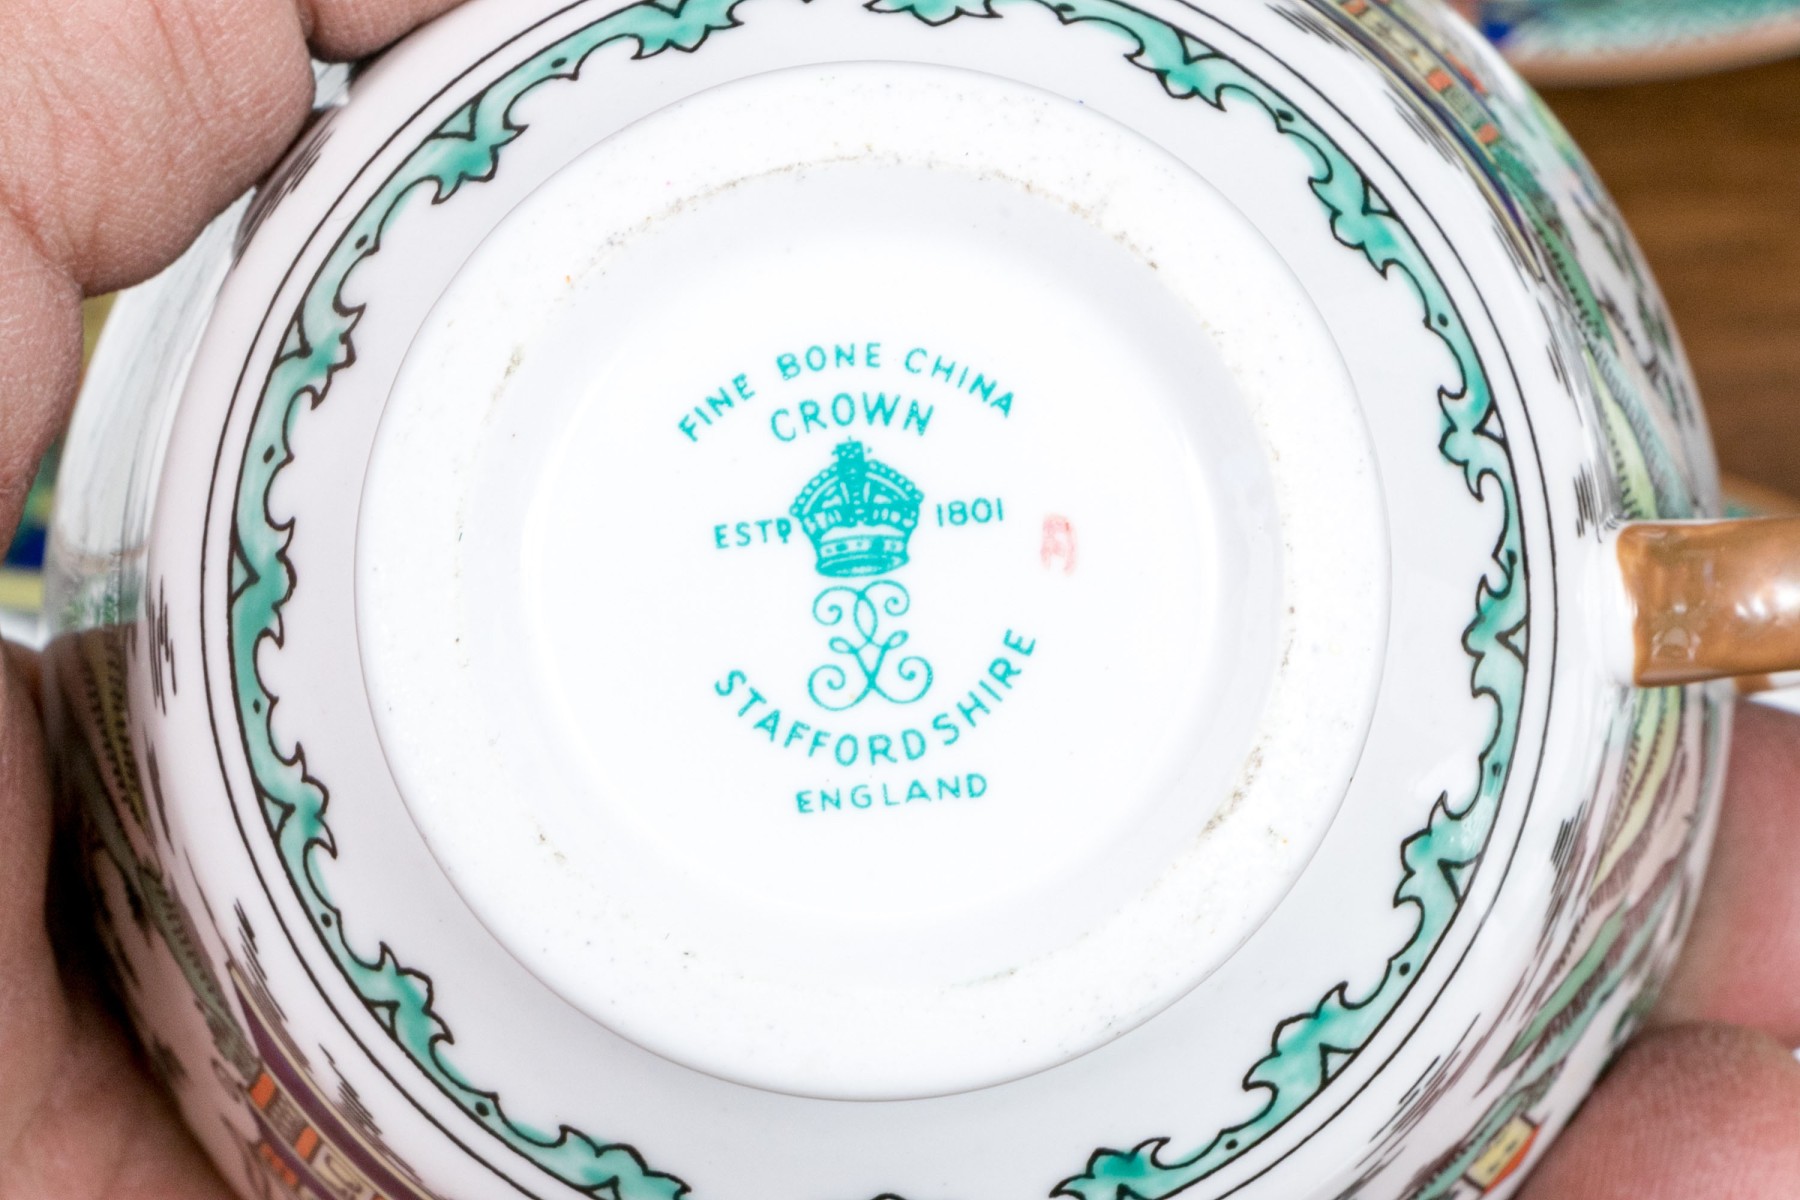 FINE BONE CHINA
CROWN
ESTD 1801
STAFFORDSHIRE
ENGLAND